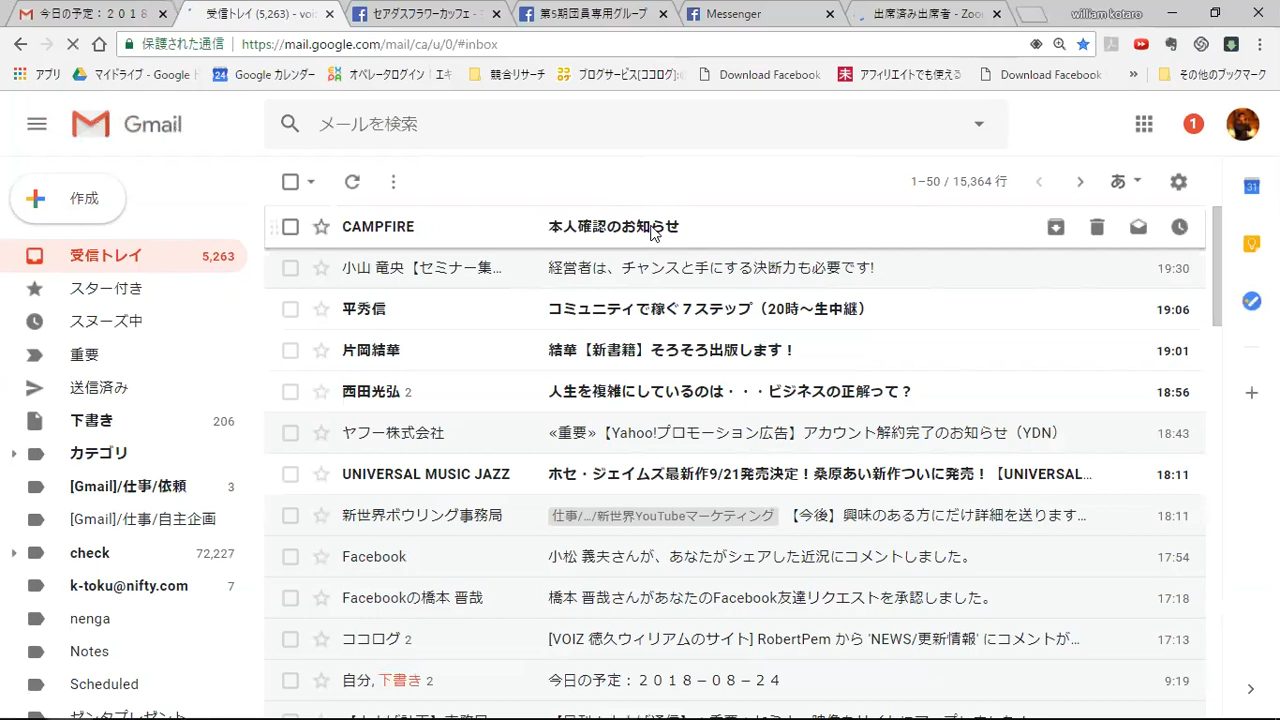 今日の予定：２０１８
受信トレイ (5,263) - voi
セアダスフラワーカッフェ -
第5期団員専用グループ
Messenger
出席済み出席者 - Zoo
william kotaro
保護された通信
https://mail.google.com/mail/ca/u/0/#inbox
アプリ
マイドライブ - Google
Google カレンダー
オペレータログイン | エキ
競合リサーチ
ブログサービス[ココログ]:
Download Facebook
アフィリエイトでも使える
Download Facebook
»
その他のブックマーク
Gmail
メールを検索
1
作成
1–50 / 15,364 行
あ
受信トレイ 5,263
スター付き
スヌーズ中
重要
送信済み
下書き 206
カテゴリ
[Gmail]/仕事/依頼 3
[Gmail]/仕事/自主企画
check 72,227
k-toku@nifty.com 7
nenga
Notes
Scheduled
ゼンタプレゼント
CAMPFIRE 本人確認のお知らせ
小山 竜央【セミナー集... 経営者は、チャンスと手にする決断力も必要です! 19:30
平秀信 コミュニティで稼ぐ７ステップ（20時～生中継） 19:06
片岡結華 結華【新書籍】そろそろ出版します！ 19:01
西田光弘 2 人生を複雑にしているのは・・・ビジネスの正解って？ 18:56
ヤフー株式会社 «重要»【Yahoo!プロモーション広告】アカウント解約完了のお知らせ（YDN） 18:43
UNIVERSAL MUSIC JAZZ ホセ・ジェイムズ最新作9/21発売決定！桑原あい新作ついに発売！【UNIVERSAL... 18:11
新世界ボウリング事務局 仕事/.../新世界YouTubeマーケティング 【今後】興味のある方にだけ詳細を送ります... 18:11
Facebook 小松 義夫さんが、あなたがシェアした近況にコメントしました。 17:54
Facebookの橋本 晋哉 橋本 晋哉さんがあなたのFacebook友達リクエストを承認しました。 17:18
ココログ 2 [VOIZ 徳久ウィリアムのサイト] RobertPem から 'NEWS/更新情報' にコメントが... 17:13
自分, 下書き 2 今日の予定：２０１８－０８－２４ 9:19
31